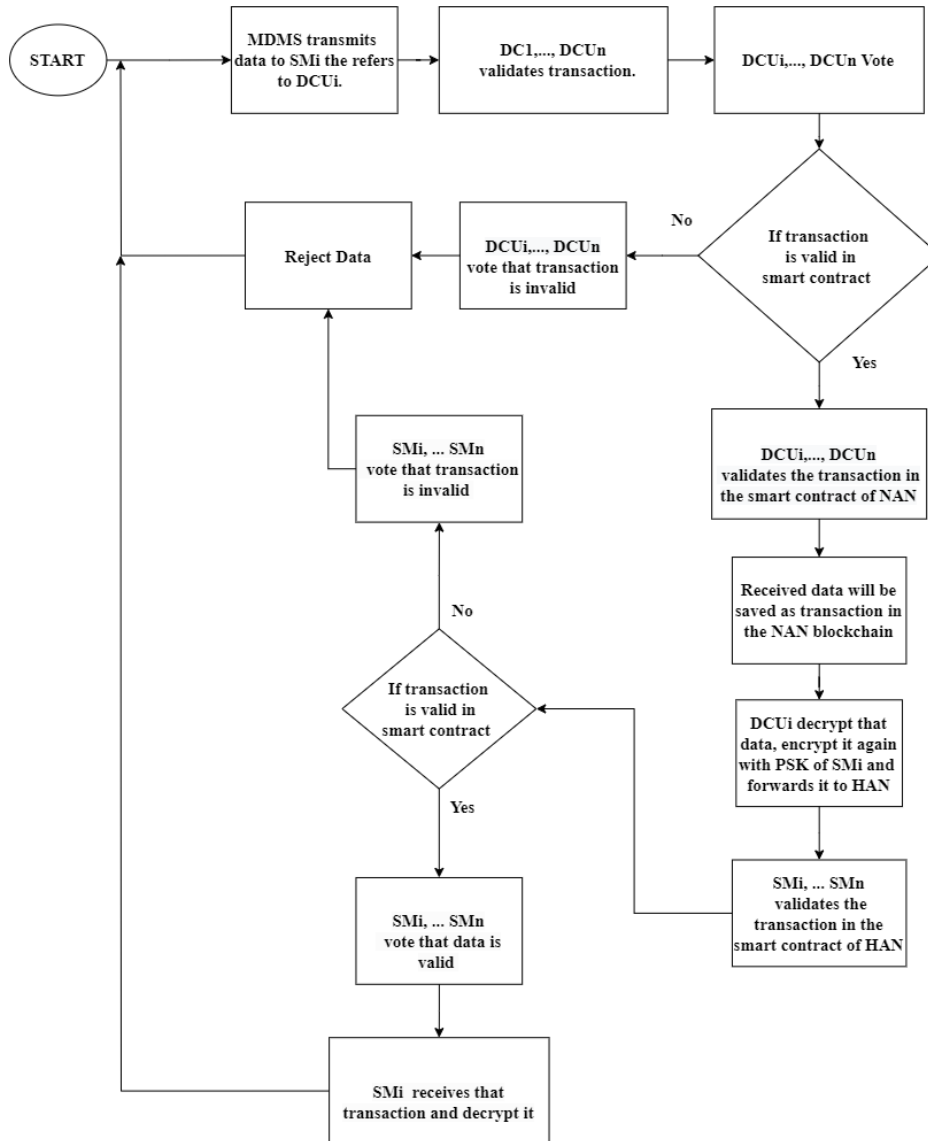 START
MDMS transmits
data to SMi the refers
to DCUi.
DC1,..., DCUn
validates transaction.
DCUi,..., DCUn Vote
If transaction
is valid in
smart contract
No
Yes
DCUi,..., DCUn
vote that transaction
is invalid
Reject Data
DCUi,..., DCUn
validates the transaction in
the smart contract of NAN
Received data will be
saved as transaction in
the NAN blockchain
DCUi decrypt that
data, encrypt it again
with PSK of SMi and
forwards it to HAN
SMi, ... SMn
validates the
transaction in the
smart contract of HAN
If transaction
is valid in
smart contract
No
SMi, ... SMn
vote that transaction
is invalid
Yes
SMi, ... SMn
vote that data is
valid
SMi receives that
transaction and decrypt it